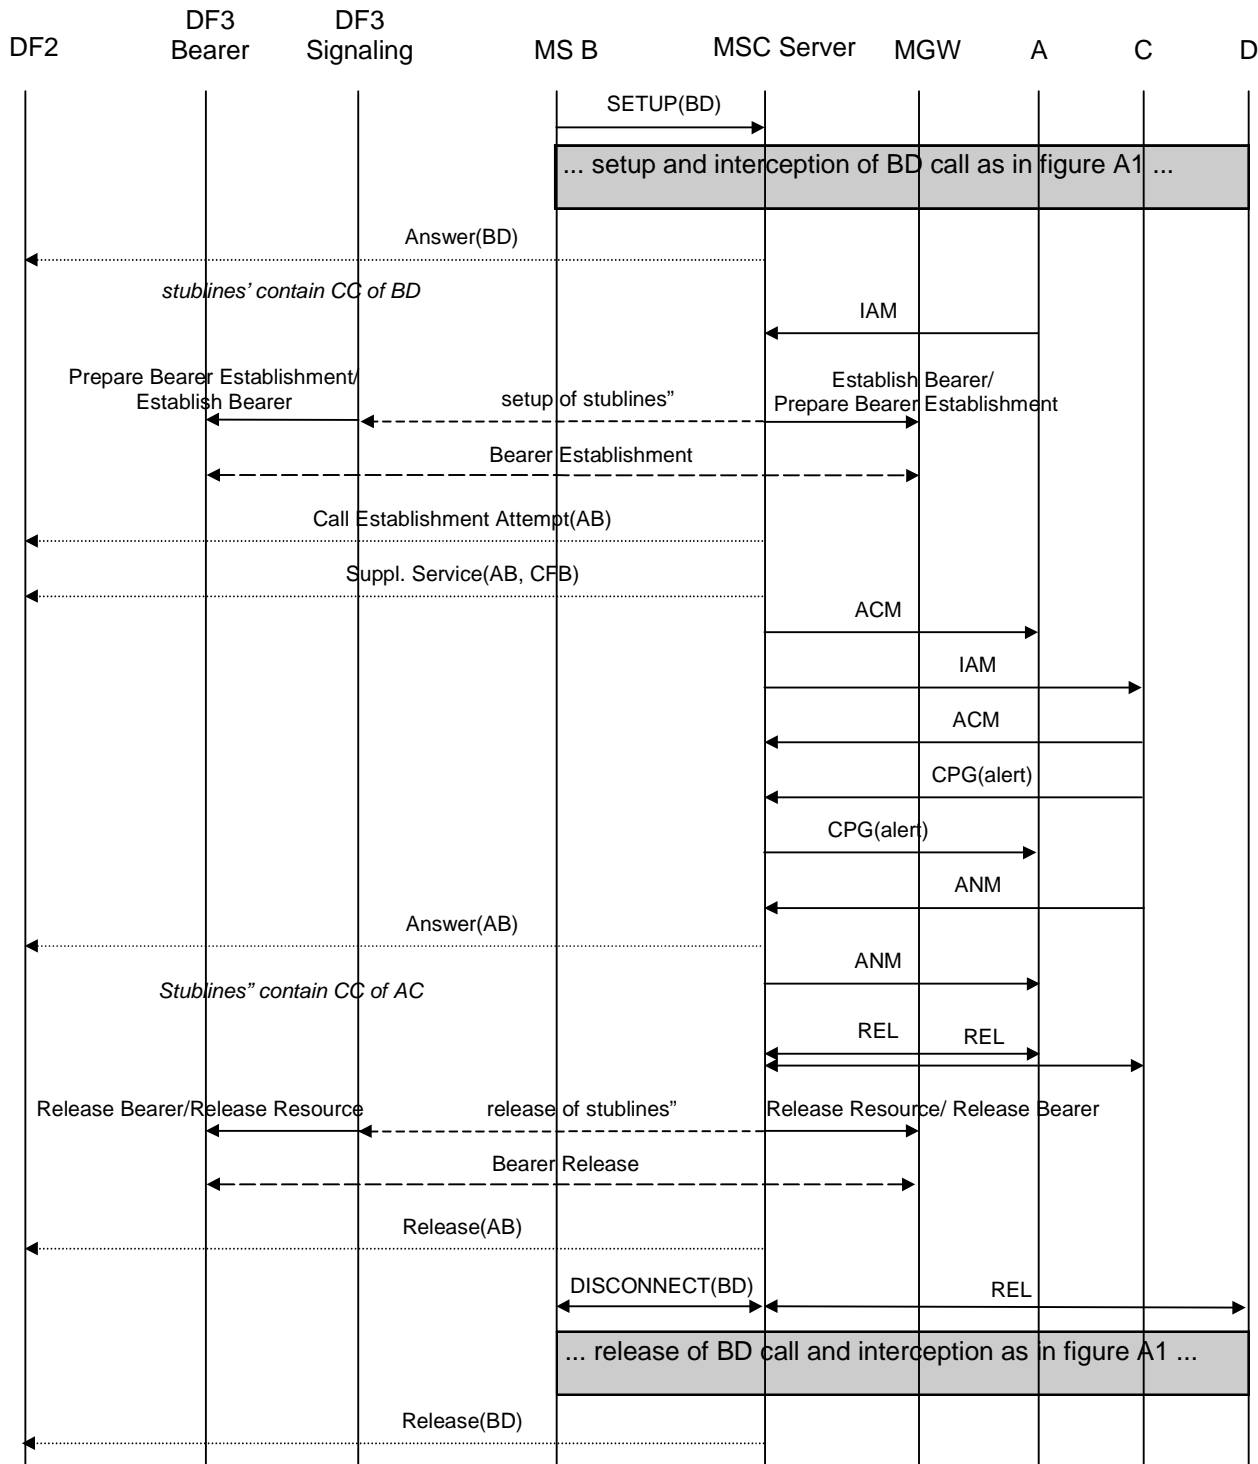 DF2
DF3
Bearer
DF3
Signaling
MS B
MSC Server
MGW
A
C
D
SETUP(BD)
... setup and interception of BD call as in figure A1 ...
Answer(BD)
stublines’ contain CC of BD
IAM
Prepare Bearer Establishment/
Establish Bearer
setup of stublines”
Establish Bearer/
Prepare Bearer Establishment
Bearer Establishment
Call Establishment Attempt(AB)
Suppl. Service(AB, CFB)
ACM
IAM
ACM
CPG(alert)
CPG(alert)
ANM
Answer(AB)
ANM
Stublines” contain CC of AC
REL
REL
Release Bearer/Release Resource
release of stublines”
Release Resource/ Release Bearer
Bearer Release
Release(AB)
DISCONNECT(BD)
REL
... release of BD call and interception as in figure A1 ...
Release(BD)